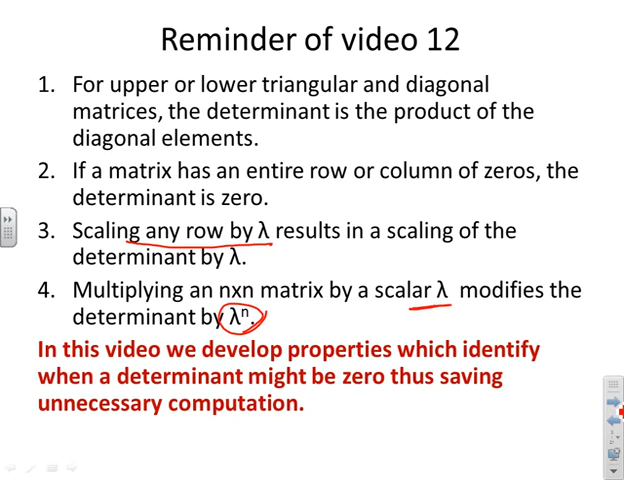 Reminder of video 12
1. For upper or lower triangular and diagonal
matrices, the determinant is the product of the
diagonal elements.
2. If a matrix has an entire row or column of zeros, the
determinant is zero.
3. Scaling any row by λ results in a scaling of the
determinant by λ.
4. Multiplying an nxn matrix by a scalar λ modifies the
determinant by λⁿ.
In this video we develop properties which identify
when a determinant might be zero thus saving
unnecessary computation.